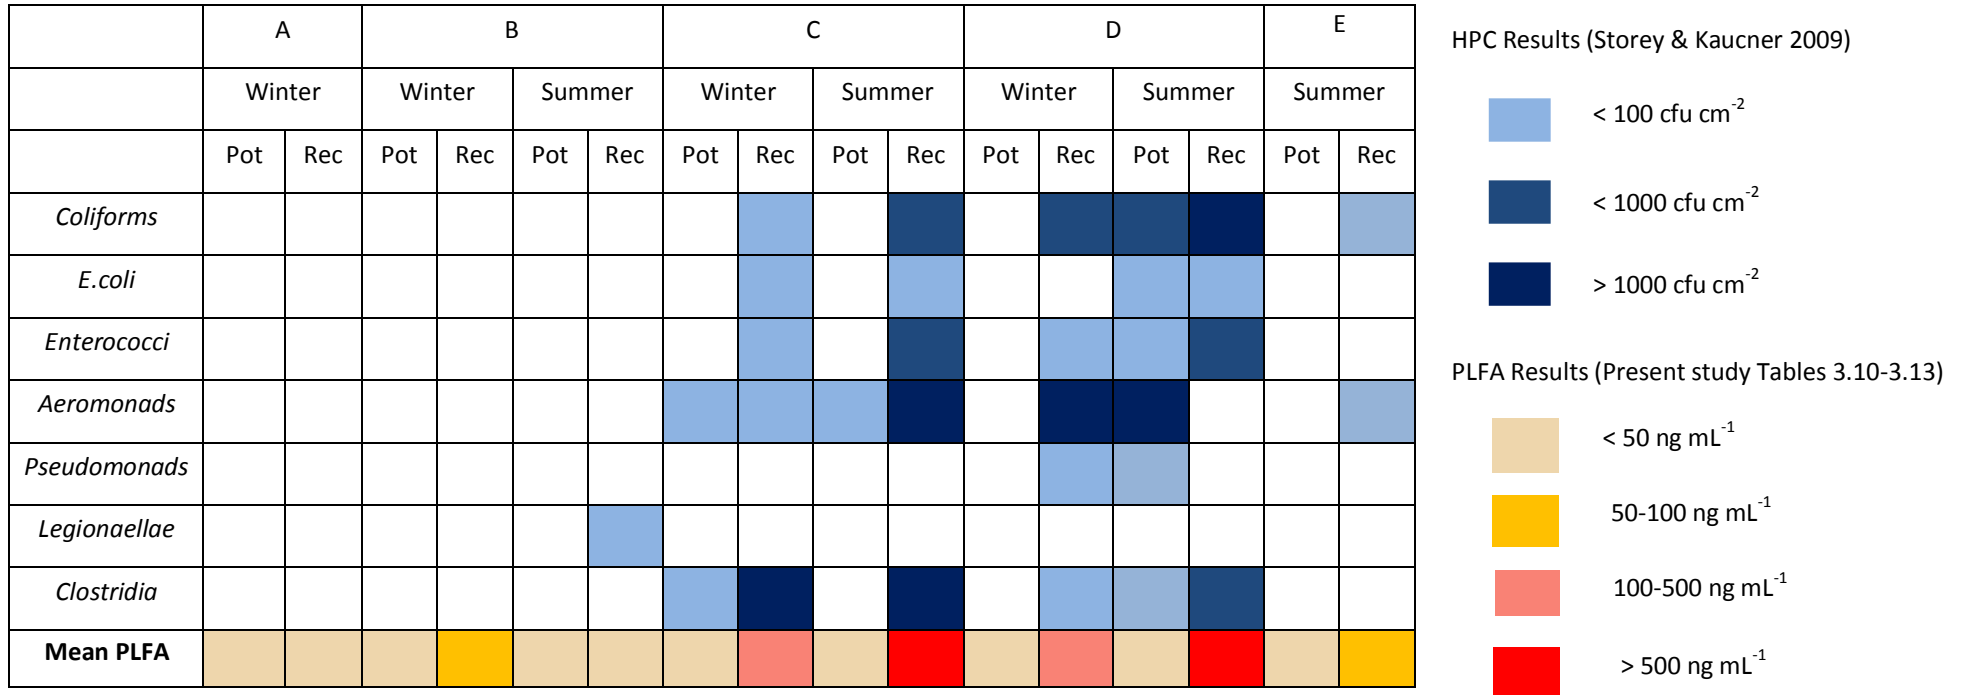 A B C D E
Winter Winter Summer Winter Summer Winter Summer Summer
Pot Rec Pot Rec Pot Rec Pot Rec Pot Rec Pot Rec Pot Rec Pot Rec
Coliforms
E.coli
Enterococci
Aeromonads
Pseudomonads
Legionaellae
Clostridia
Mean PLFA
HPC Results (Storey & Kaucner 2009)
< 100 cfu cm-2
< 1000 cfu cm-2
> 1000 cfu cm-2
PLFA Results (Present study Tables 3.10-3.13)
< 50 ng mL-1
50-100 ng mL-1
100-500 ng mL-1
> 500 ng mL-1